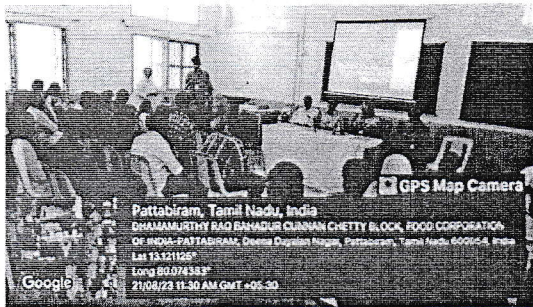 GPS Map Camera
Pattabiram, Tamil Nadu, India
DHAMAMURTHY RAO BAHADUR CUNNAN CHETTY BLOCK, FOOD CORPORATION
OF INDIA-PATTABIRAM, Deena Dayalan Nagar, Pattabiram, Tamil Nadu 600054, India
Lat 13.121125°
Long 80.074383°
21/08/23 11:30 AM GMT +05:30
Google